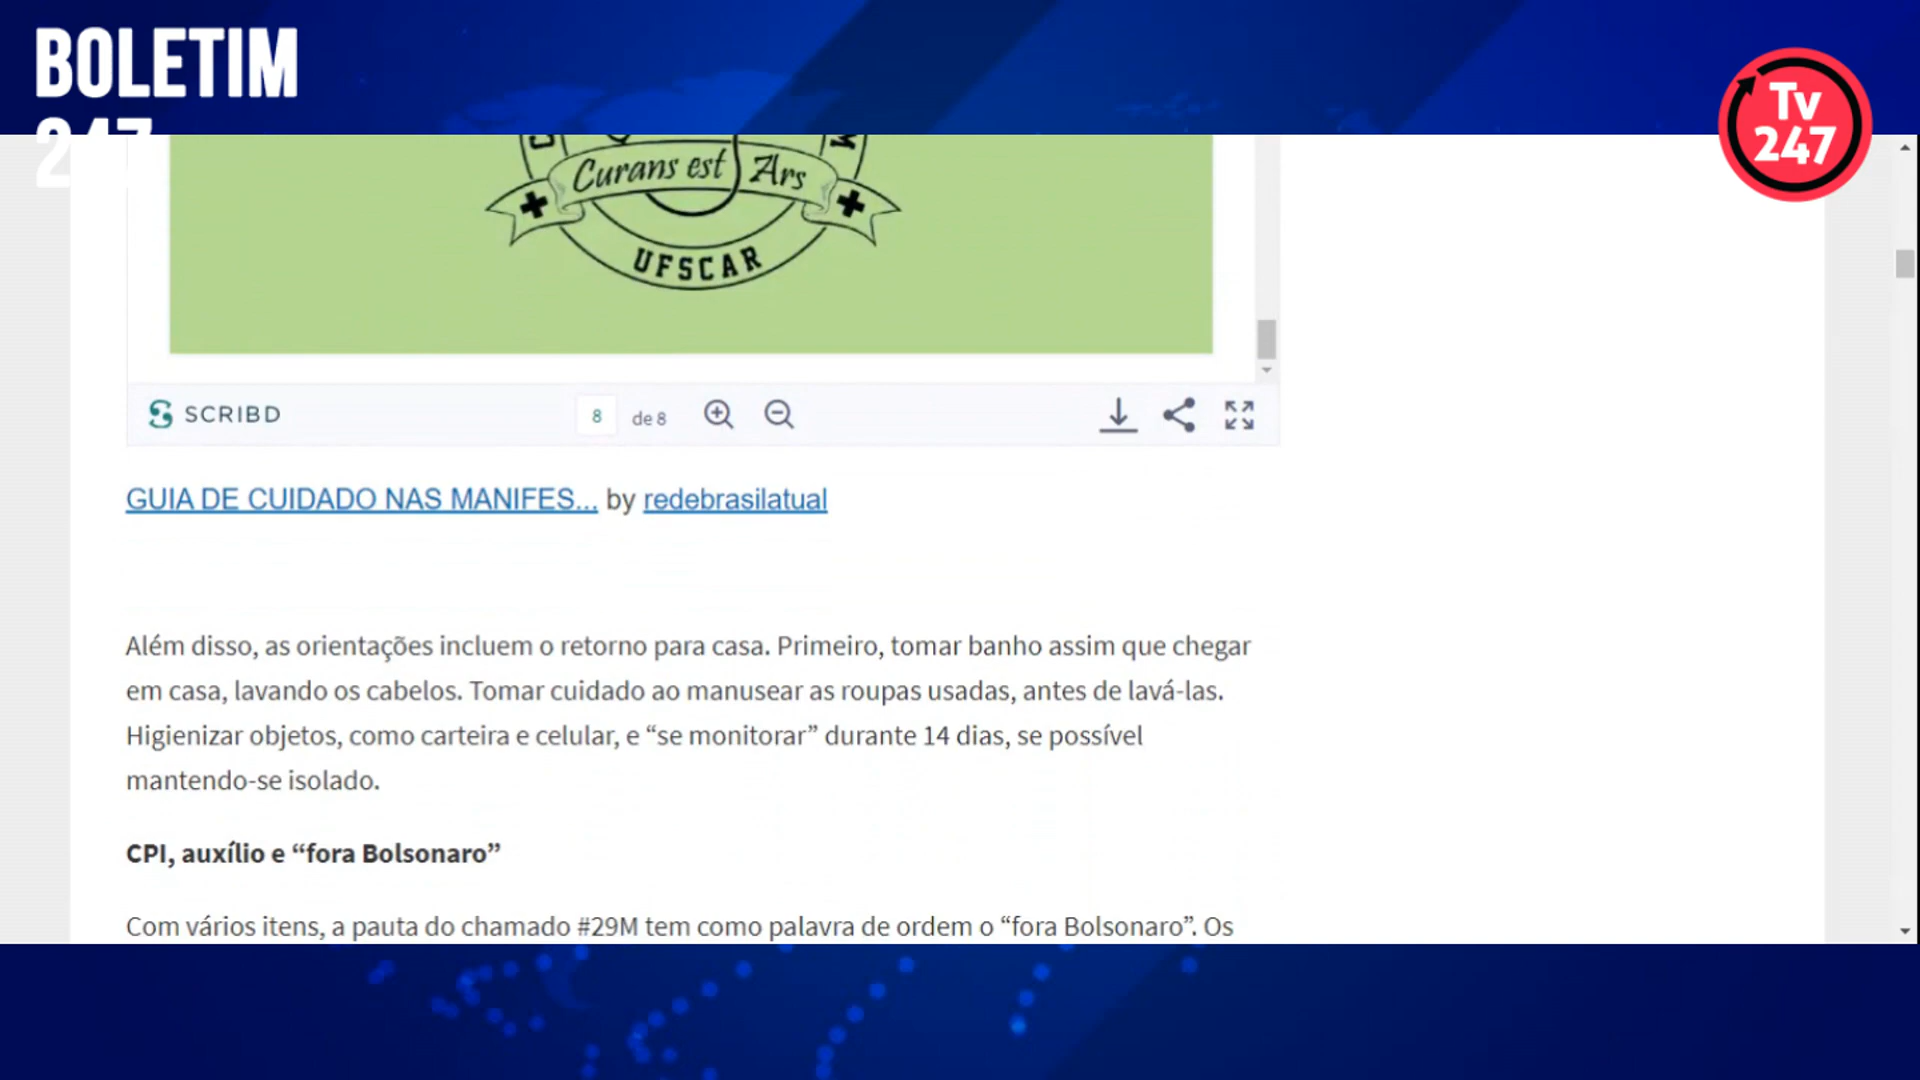 BOLETIM
247
Tv
247
Curans est Ars
UFSCAR
SCRIBD
8 de 8
GUIA DE CUIDADO NAS MANIFES... by redebrasilatual
Além disso, as orientações incluem o retorno para casa. Primeiro, tomar banho assim que chegar
em casa, lavando os cabelos. Tomar cuidado ao manusear as roupas usadas, antes de lavá-las.
Higienizar objetos, como carteira e celular, e “se monitorar” durante 14 dias, se possível
mantendo-se isolado.
CPI, auxílio e “fora Bolsonaro”
Com vários itens, a pauta do chamado #29M tem como palavra de ordem o “fora Bolsonaro”. Os